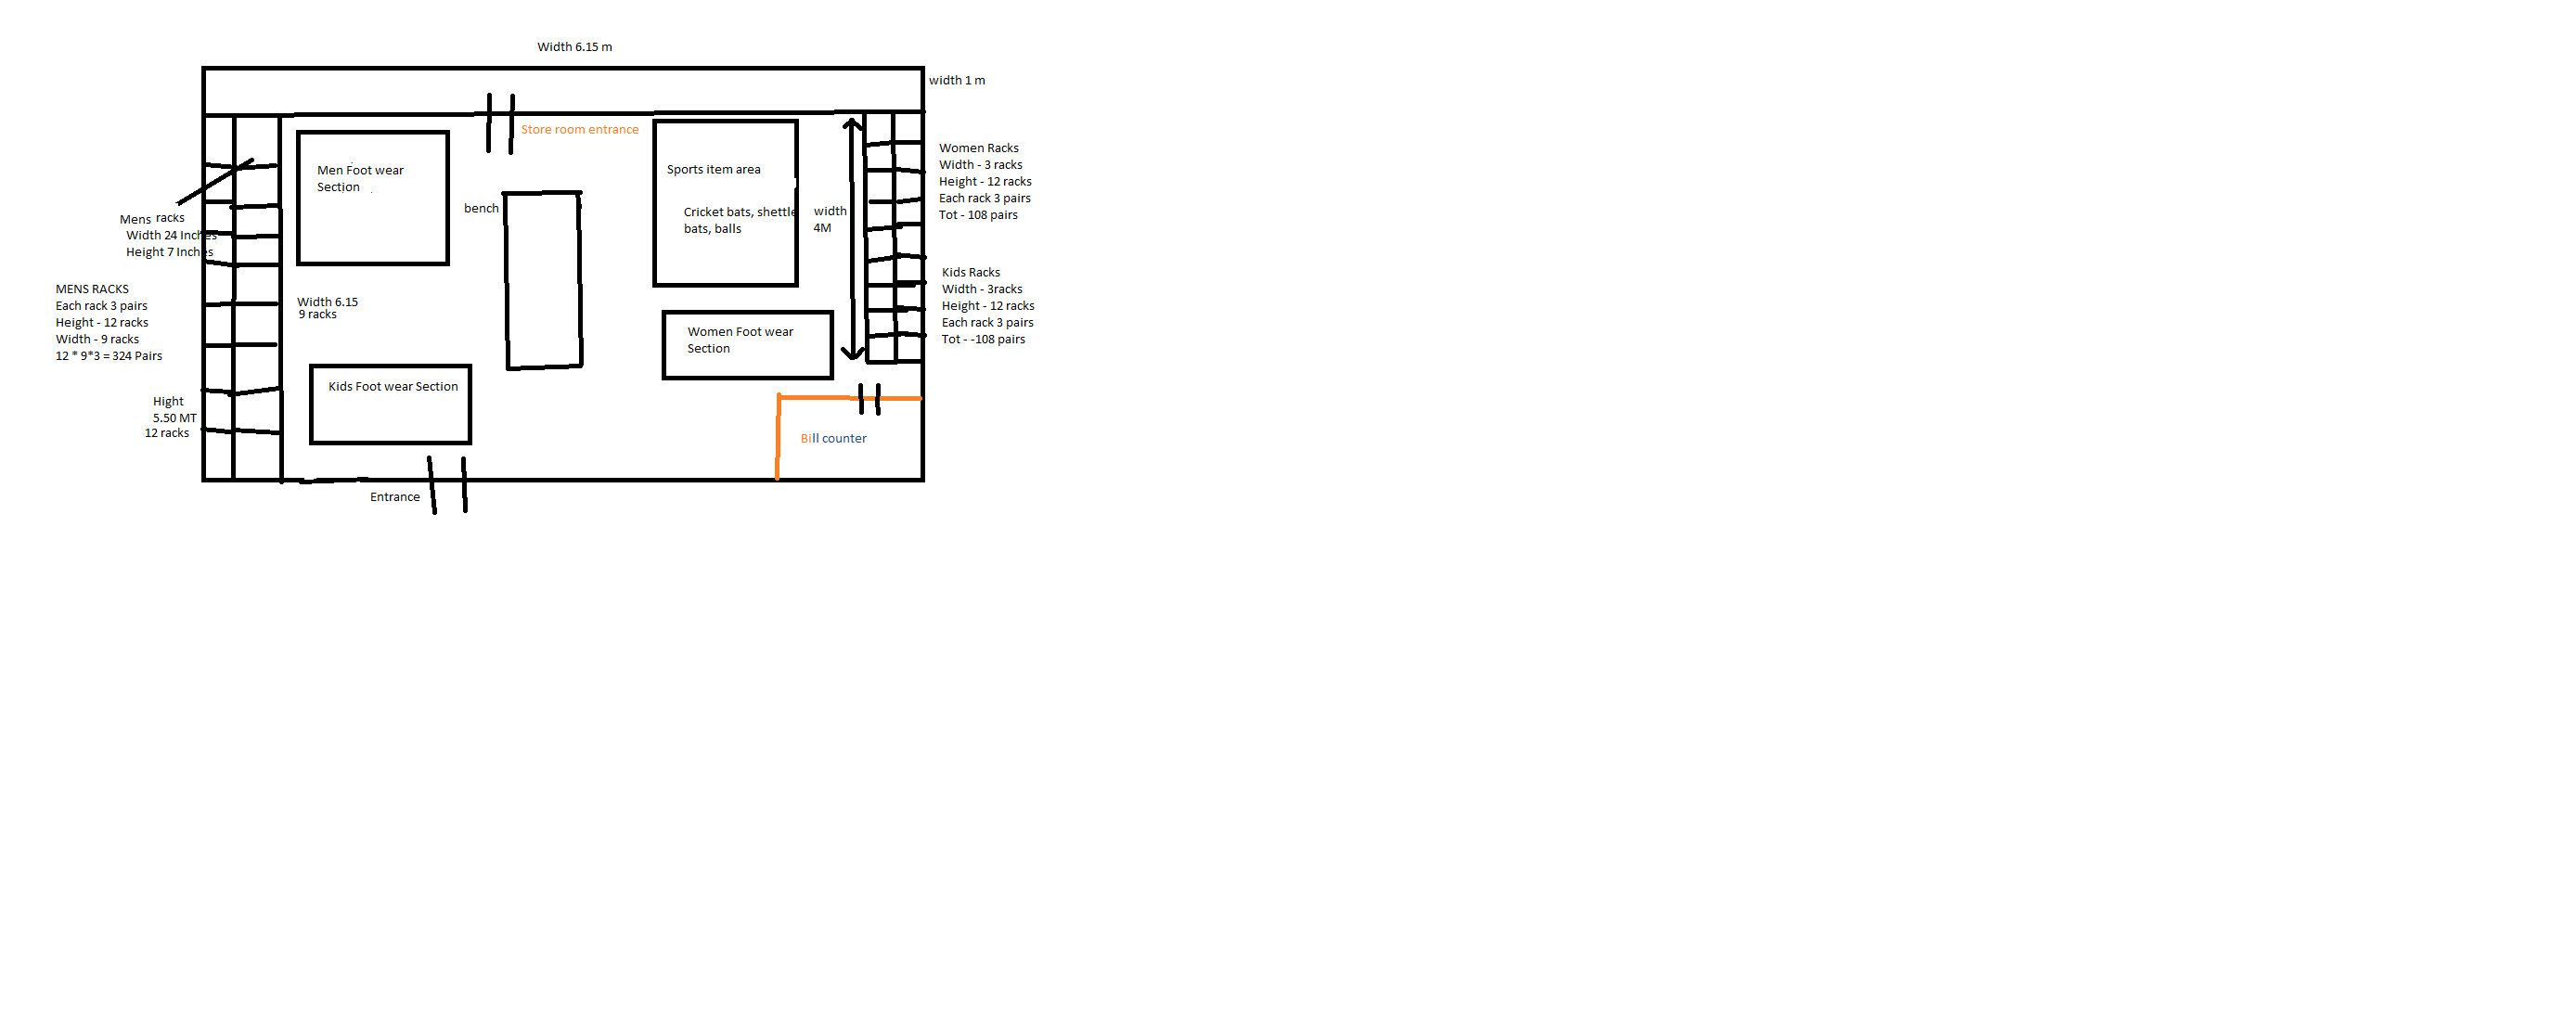 Width 6.15 m
width 1 m
Store room entrance
Men Foot wear
Section
Sports item area
Cricket bats, shettle
bats, balls
width
4M
bench
Women Racks
Width - 3 racks
Height - 12 racks
Each rack 3 pairs
Tot - 108 pairs
Mens racks
Width 24 Inches
Height 7 Inches
Kids Racks
Width - 3racks
Height - 12 racks
Each rack 3 pairs
Tot - -108 pairs
MENS RACKS
Each rack 3 pairs
Height - 12 racks
Width - 9 racks
12 * 9*3 = 324 Pairs
Width 6.15
9 racks
Women Foot wear
Section
Kids Foot wear Section
Hight
5.50 MT
12 racks
Bill counter
Entrance